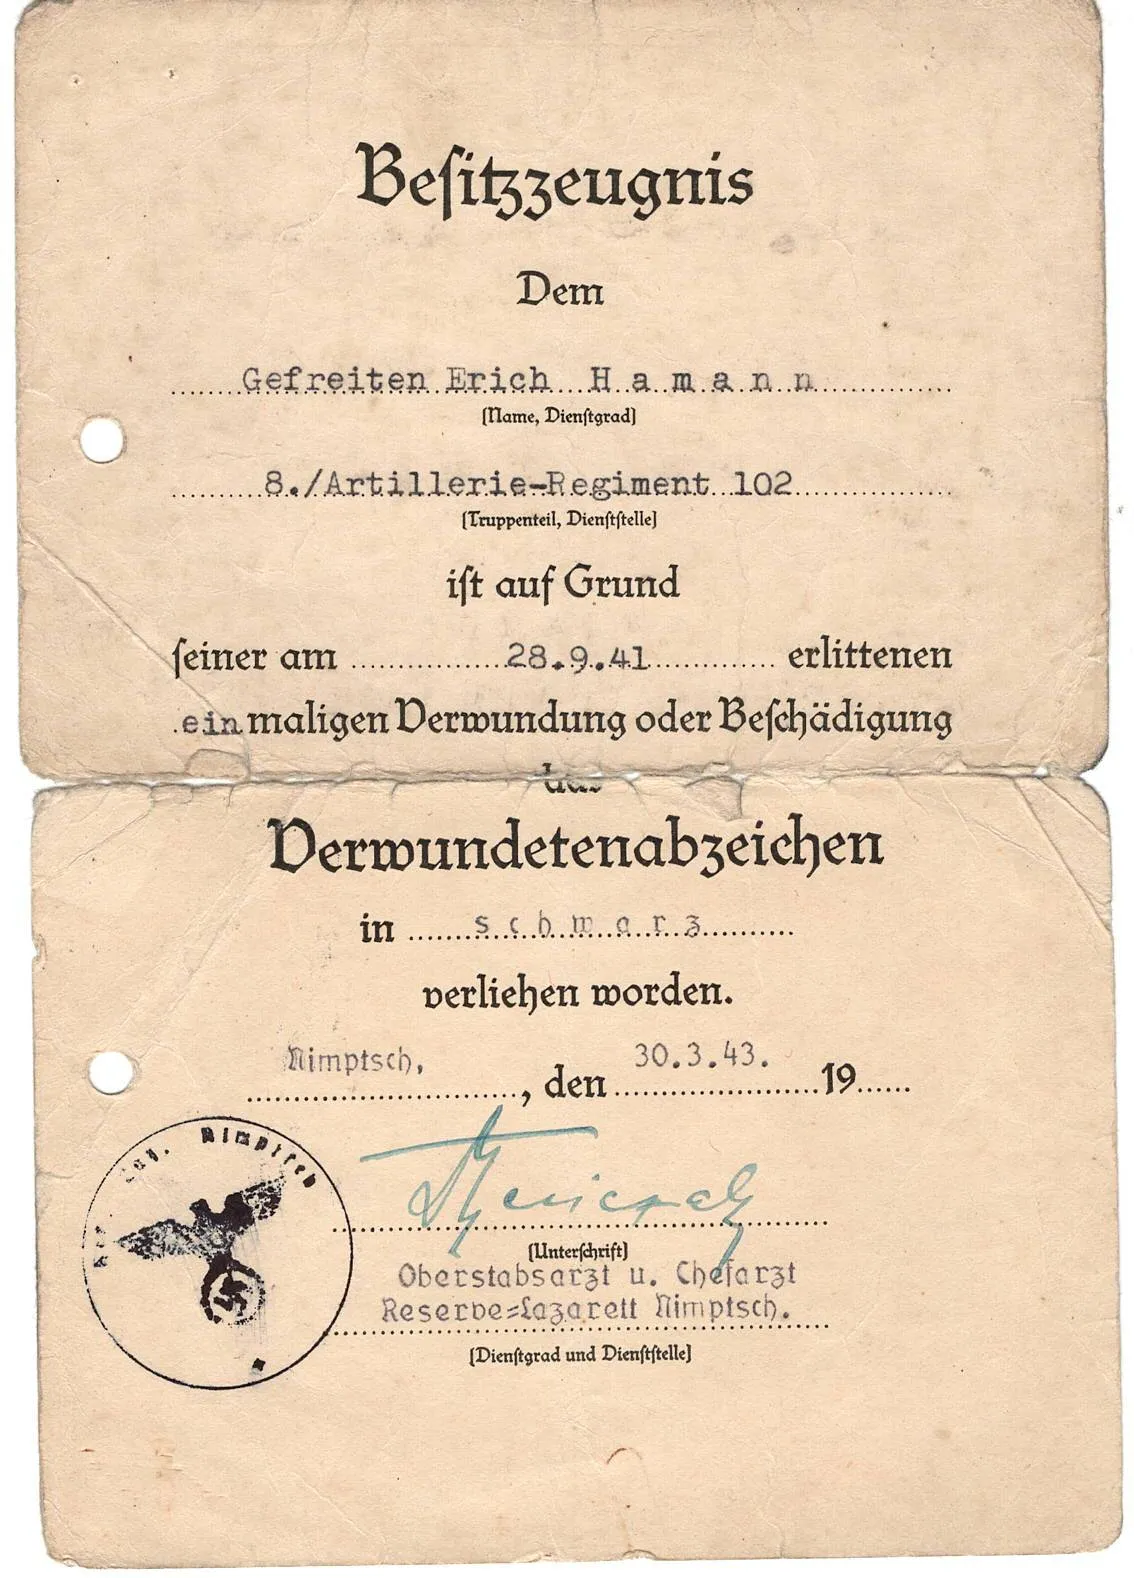 Besitzzeugnis
Dem
Gefreiten Erich Hamann
(Name, Dienstgrad)
8./Artillerie-Regiment 102
(Truppenteil, Dienststelle)
ist auf Grund
seiner am 28.9.41 erlittenen
einmaligen Verwundung oder Beschädigung
das
Verwundetenabzeichen
in schwarz
verliehen worden.
Nimptsch, , den 30.3.43. 19
Nimptsch
(Unterschrift)
Oberstabsarzt u. Chefarzt
Reserve=Lazarett Nimptsch.
(Dienstgrad und Dienststelle)